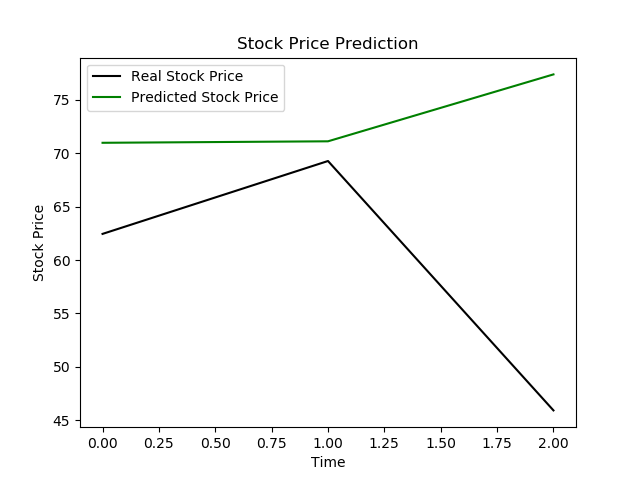 Stock Price Prediction
Real Stock Price
Predicted Stock Price
75
70
65
60
55
50
45
Stock Price
0.00 0.25 0.50 0.75 1.00 1.25 1.50 1.75 2.00
Time